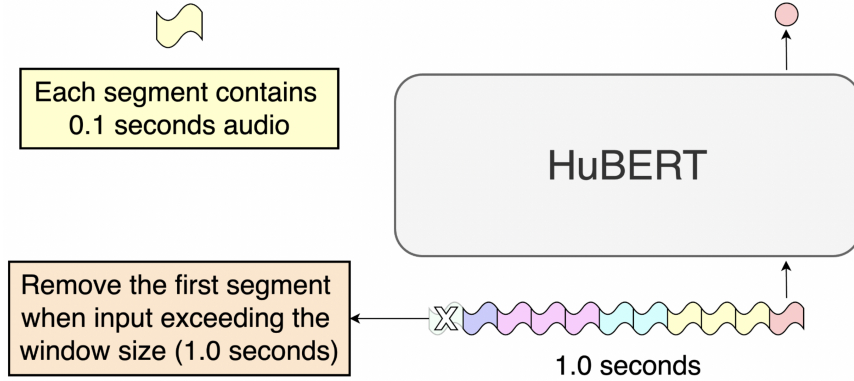 Each segment contains
0.1 seconds audio
HuBERT
Remove the first segment
when input exceeding the
window size (1.0 seconds)
X
1.0 seconds